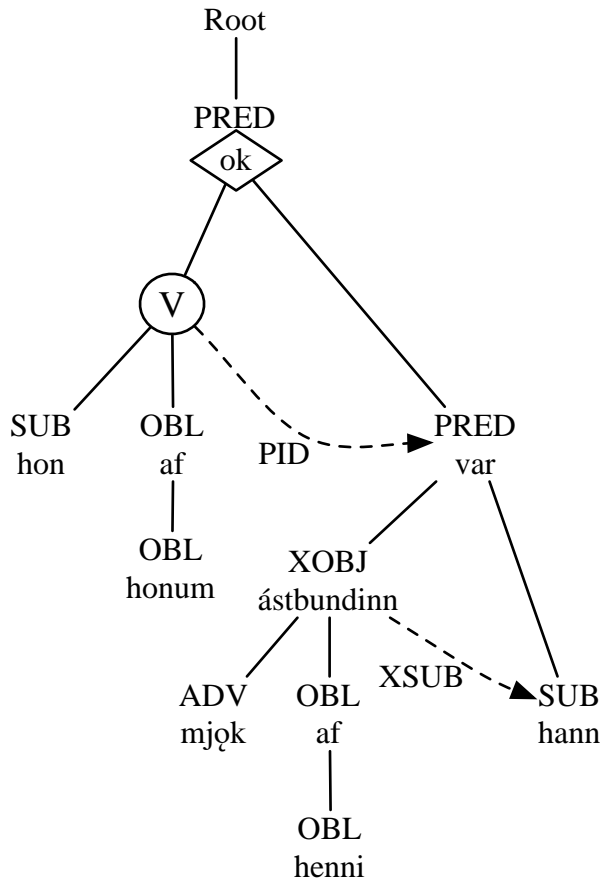 Root
PRED
ok
V
SUB OBL PRED
hon af PID var
OBL XOBJ
honum ástbundinn
ADV OBL XSUB SUB
mjǫk af hann
OBL
henni